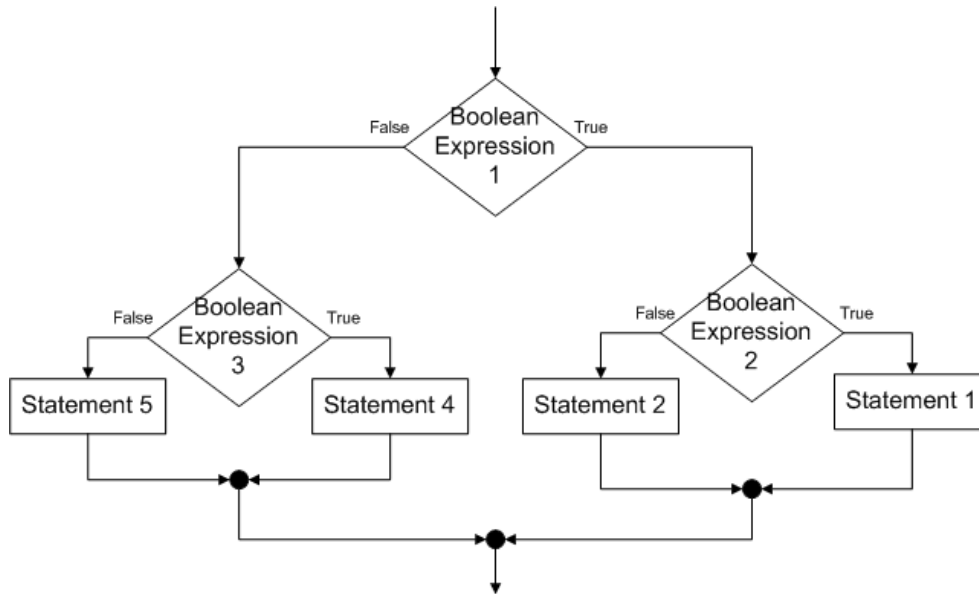 False
Boolean
Expression
1
True
False
Boolean
Expression
3
True
False
Boolean
Expression
2
True
Statement 5
Statement 4
Statement 2
Statement 1